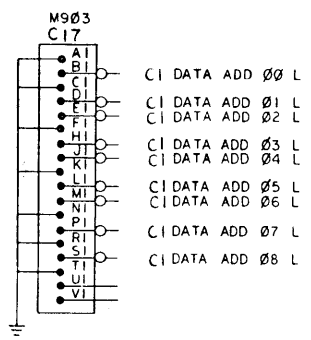 M9Ø3
C17
A1
B1 C1 DATA ADD ØØ L
C1
D1 C1 DATA ADD Ø1 L
E1 C1 DATA ADD Ø2 L
F1
H1 C1 DATA ADD Ø3 L
J1 C1 DATA ADD Ø4 L
K1
L1 C1 DATA ADD Ø5 L
M1 C1 DATA ADD Ø6 L
N1
P1 C1 DATA ADD Ø7 L
R1
S1 C1 DATA ADD Ø8 L
T1
U1
V1